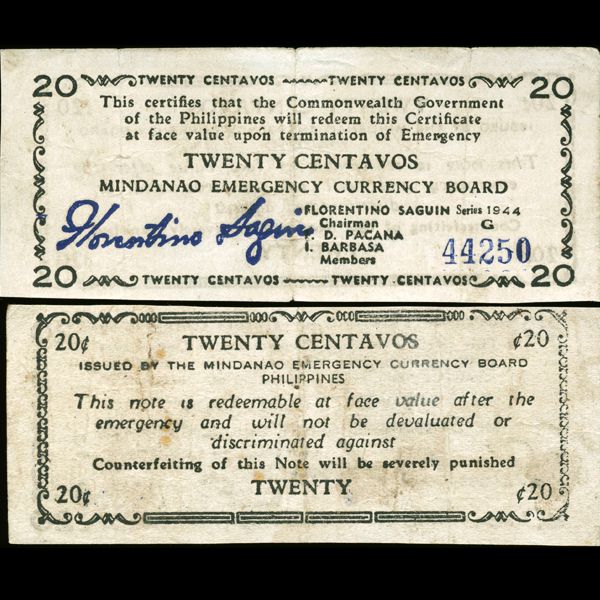 20 TWENTY CENTAVOS TWENTY CENTAVOS 20
This certifies that the Commonwealth Government
of the Philippines will redeem this Certificate
at face value upon termination of Emergency
TWENTY CENTAVOS
MINDANAO EMERGENCY CURRENCY BOARD
Florentino Saguin
FLORENTINO SAGUIN Series 1944
Chairman G
F. D. PACANA
I. BARBASA 44250
Members
20 TWENTY CENTAVOS TWENTY CENTAVOS 20
20¢ TWENTY CENTAVOS ¢20
ISSUED BY THE MINDANAO EMERGENCY CURRENCY BOARD
PHILIPPINES
This note is redeemable at face value after the
emergency and will not be devaluated or
discriminated against
Counterfeiting of this Note will be severely punished
20¢ TWENTY ¢20